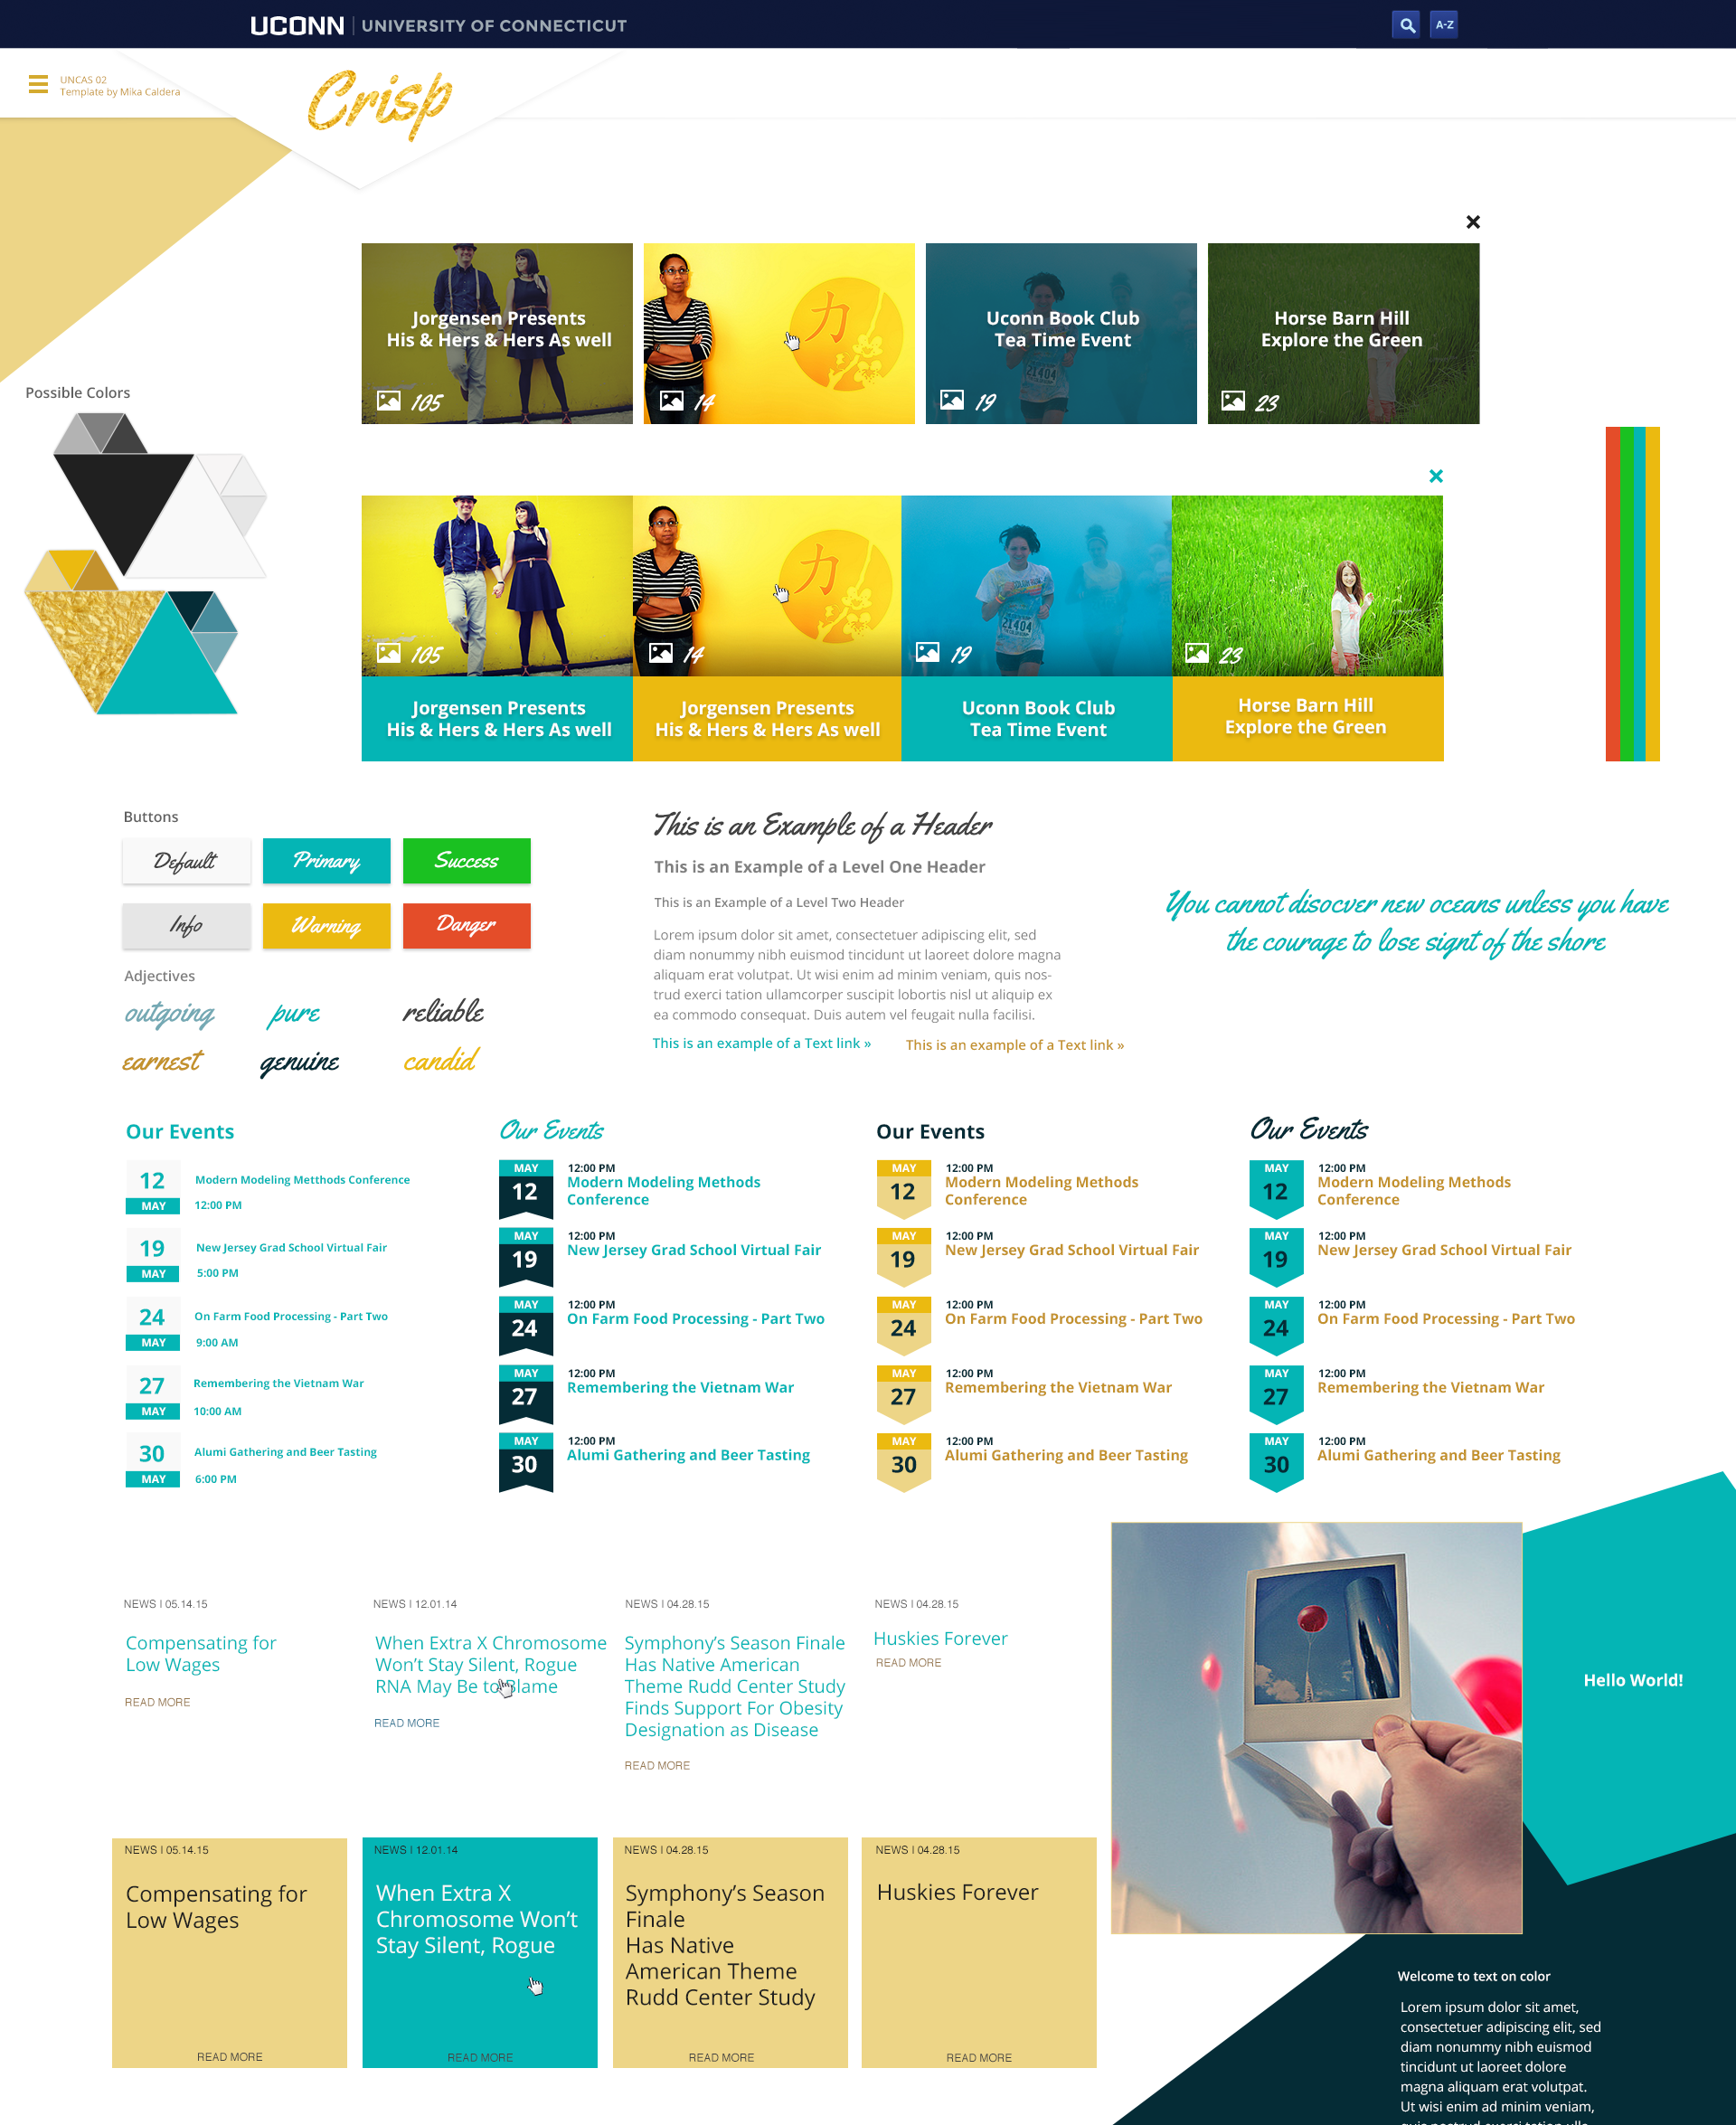 UCONN | UNIVERSITY OF CONNECTICUT
A-Z
UNCAS 02
Template by Mika Caldera
Crisp
Jorgensen Presents
His & Hers & Hers As well
105
力
14
Uconn Book Club
Tea Time Event
21404
19
Horse Barn Hill
Explore the Green
23
Possible Colors
105
力
14
21404
19
23
Jorgensen Presents
His & Hers & Hers As well
Jorgensen Presents
His & Hers & Hers As well
Uconn Book Club
Tea Time Event
Horse Barn Hill
Explore the Green
Buttons
Default
Primary
Success
Info
Warning
Danger
Adjectives
outgoing
pure
reliable
earnest
genuine
candid
This is an Example of a Header
This is an Example of a Level One Header
This is an Example of a Level Two Header
Lorem ipsum dolor sit amet, consectetuer adipiscing elit, sed
diam nonummy nibh euismod tincidunt ut laoreet dolore magna
aliquam erat volutpat. Ut wisi enim ad minim veniam, quis nos-
trud exerci tation ullamcorper suscipit lobortis nisl ut aliquip ex
ea commodo consequat. Duis autem vel feugait nulla facilisi.
This is an example of a Text link »
This is an example of a Text link »
You cannot disocver new oceans unless you have
the courage to lose signt of the shore
Our Events
12
MAY
Modern Modeling Metthods Conference
12:00 PM
19
MAY
New Jersey Grad School Virtual Fair
5:00 PM
24
MAY
On Farm Food Processing - Part Two
9:00 AM
27
MAY
Remembering the Vietnam War
10:00 AM
30
MAY
Alumi Gathering and Beer Tasting
6:00 PM
Our Events
MAY
12
12:00 PM
Modern Modeling Methods
Conference
MAY
19
12:00 PM
New Jersey Grad School Virtual Fair
MAY
24
12:00 PM
On Farm Food Processing - Part Two
MAY
27
12:00 PM
Remembering the Vietnam War
MAY
30
12:00 PM
Alumi Gathering and Beer Tasting
Our Events
MAY
12
12:00 PM
Modern Modeling Methods
Conference
MAY
19
12:00 PM
New Jersey Grad School Virtual Fair
MAY
24
12:00 PM
On Farm Food Processing - Part Two
MAY
27
12:00 PM
Remembering the Vietnam War
MAY
30
12:00 PM
Alumi Gathering and Beer Tasting
Our Events
MAY
12
12:00 PM
Modern Modeling Methods
Conference
MAY
19
12:00 PM
New Jersey Grad School Virtual Fair
MAY
24
12:00 PM
On Farm Food Processing - Part Two
MAY
27
12:00 PM
Remembering the Vietnam War
MAY
30
12:00 PM
Alumi Gathering and Beer Tasting
NEWS | 05.14.15
Compensating for
Low Wages
READ MORE
NEWS | 12.01.14
When Extra X Chromosome
Won't Stay Silent, Rogue
RNA May Be to Blame
READ MORE
NEWS | 04.28.15
Symphony's Season Finale
Has Native American
Theme Rudd Center Study
Finds Support For Obesity
Designation as Disease
READ MORE
NEWS | 04.28.15
Huskies Forever
READ MORE
Hello World!
NEWS | 05.14.15
Compensating for
Low Wages
READ MORE
NEWS | 12.01.14
When Extra X
Chromosome Won't
Stay Silent, Rogue
READ MORE
NEWS | 04.28.15
Symphony's Season
Finale
Has Native
American Theme
Rudd Center Study
READ MORE
NEWS | 04.28.15
Huskies Forever
READ MORE
Welcome to text on color
Lorem ipsum dolor sit amet,
consectetuer adipiscing elit, sed
diam nonummy nibh euismod
tincidunt ut laoreet dolore
magna aliquam erat volutpat.
Ut wisi enim ad minim veniam,